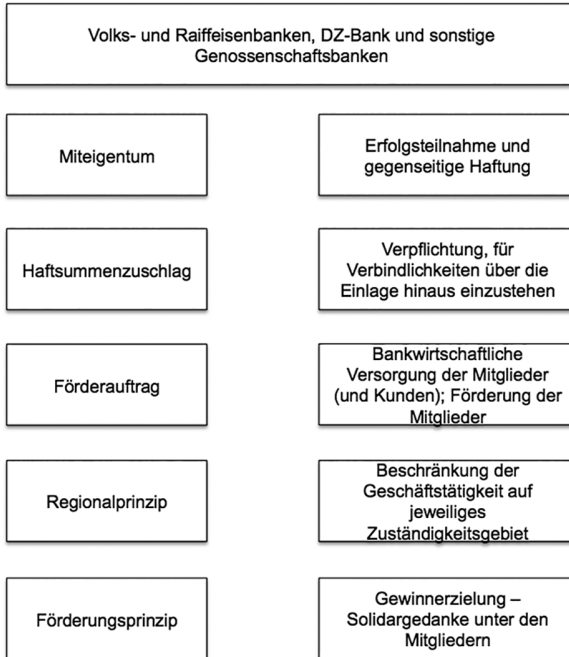 Volks- und Raiffeisenbanken, DZ-Bank und sonstige
Genossenschaftsbanken
Miteigentum
Erfolgsteilnahme und
gegenseitige Haftung
Haftsummenzuschlag
Verpflichtung, für
Verbindlichkeiten über die
Einlage hinaus einzustehen
Förderauftrag
Bankwirtschaftliche
Versorgung der Mitglieder
(und Kunden); Förderung der
Mitglieder
Regionalprinzip
Beschränkung der
Geschäftstätigkeit auf
jeweiliges
Zuständigkeitsgebiet
Förderungsprinzip
Gewinnerzielung –
Solidargedanke unter den
Mitgliedern